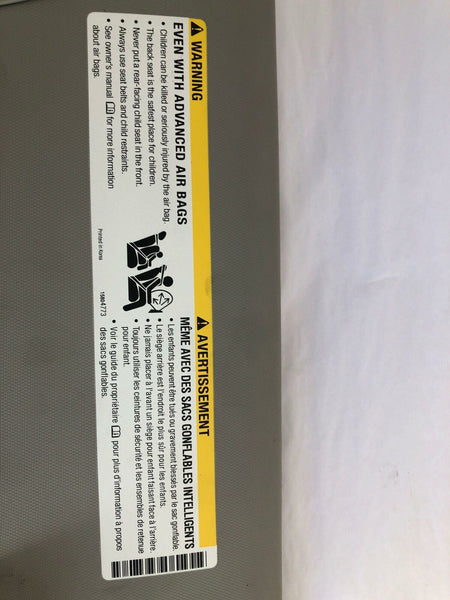 WARNING
EVEN WITH ADVANCED AIR BAGS
• Children can be killed or seriously injured by the air bag.
• The back seat is the safest place for children.
• Never put a rear-facing child seat in the front.
• Always use seat belts and child restraints.
• See owner's manual for more information
about air bags.
Printed in Korea
15804773
AVERTISSEMENT
MÊME AVEC DES SACS GONFLABLES INTELLIGENTS
• Les enfants peuvent être tués ou gravement blessés par le sac gonflable.
• Le siège arrière est l'endroit le plus sûr pour les enfants.
• Ne jamais placer à l'avant un siège pour enfant faisant face à l'arrière.
• Toujours utiliser les ceintures de sécurité et les ensembles de retenue
pour enfant.
• Voir le guide du propriétaire pour plus d'information à propos
des sacs gonflables.